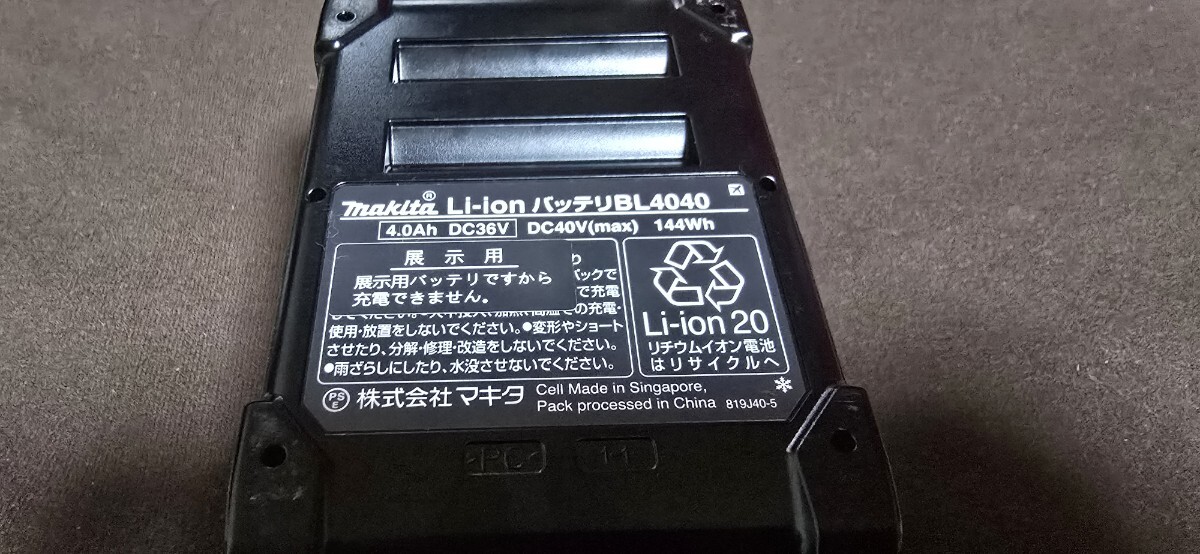 makita® Li-ion バッテリBL4040
4.0Ah DC36V DC40V(max) 144Wh
展示用
展示用バッテリですから
充電できません。
り
バックで
で充電
の充電・
使用・放置をしないでください。●変形やショート
させたり、分解・修理・改造をしないでください。
●雨ざらしにしたり、水没させないでください。
Li-ion 20
リチウムイオン電池
はリサイクルへ
PSE 株式会社マキタ
Cell Made in Singapore,
Pack processed in China 819J40-5
>PC<
11